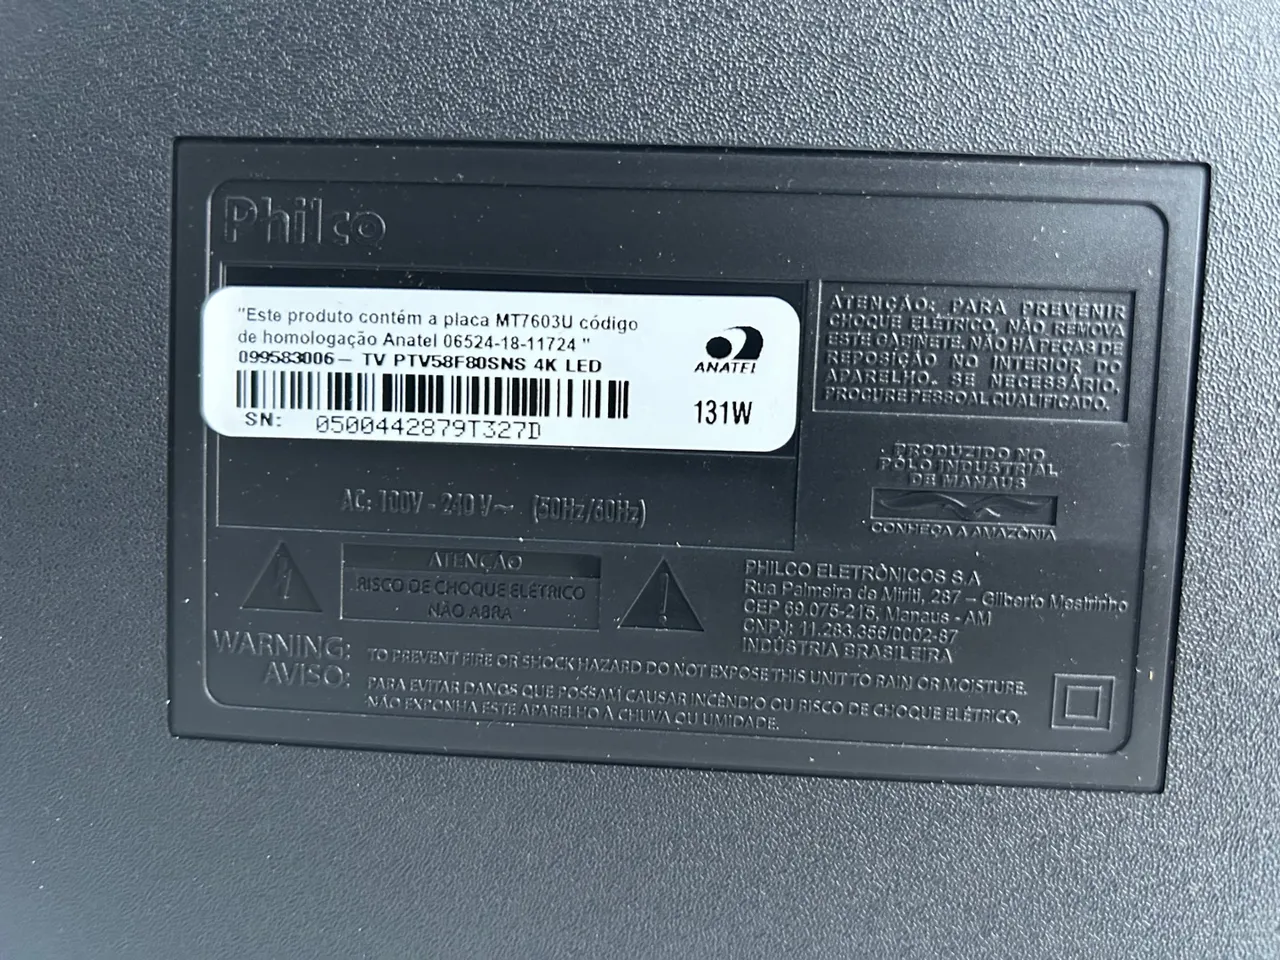 Philco
"Este produto contém a placa MT7603U código
de homologação Anatel 06524-18-11724 "
099583006 – TV PTV58F80SNS 4K LED
SN: 0500442879T327D
ANATEL
131W
ATENÇÃO: PARA PREVENIR
CHOQUE ELÉTRICO, NÃO REMOVA
ESTE GABINETE. NÃO HÁ PEÇAS DE
REPOSIÇÃO NO INTERIOR DO
APARELHO. SE NECESSÁRIO,
PROCURE PESSOAL QUALIFICADO.
AC: 100V - 240 V~ (50Hz/60Hz)
PRODUZIDO NO
PÓLO INDUSTRIAL
DE MANAUS
CONHEÇA A AMAZÔNIA
ATENÇÃO
RISCO DE CHOQUE ELÉTRICO
NÃO ABRA
PHILCO ELETRÔNICOS S.A
Rua Palmeira de Miriti, 287 – Gilberto Mestrinho
CEP 69.075-215, Manaus - AM
CNPJ: 11.283.356/0002-87
INDÚSTRIA BRASILEIRA
WARNING: TO PREVENT FIRE OR SHOCK HAZARD DO NOT EXPOSE THIS UNIT TO RAIN OR MOISTURE.
AVISO: PARA EVITAR DANOS QUE POSSAM CAUSAR INCÊNDIO OU RISCO DE CHOQUE ELÉTRICO,
NÃO EXPONHA ESTE APARELHO À CHUVA OU UMIDADE.